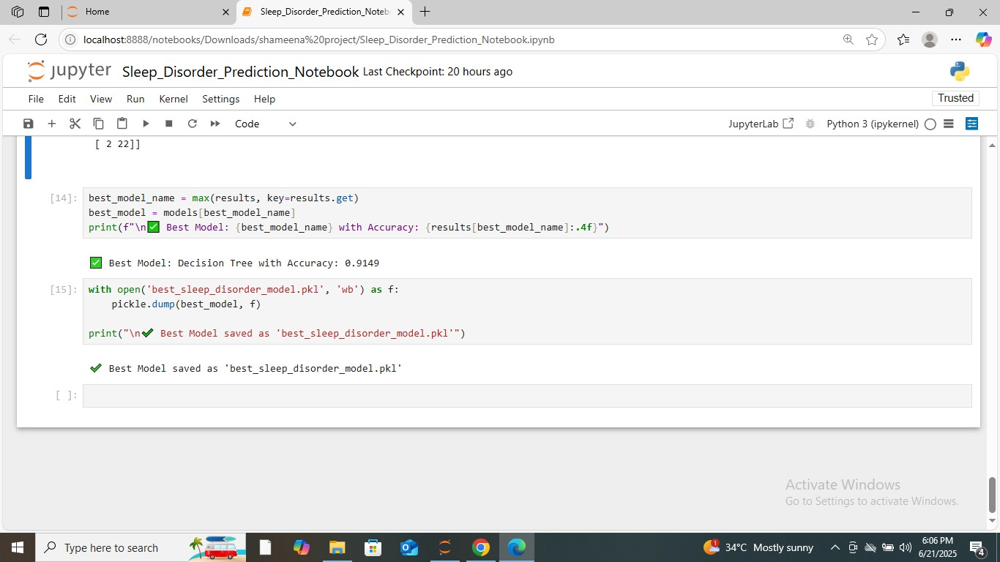 Home
Sleep_Disorder_Prediction_Noteb
localhost:8888/notebooks/Downloads/shameena%20project/Sleep_Disorder_Prediction_Notebook.ipynb
jupyter Sleep_Disorder_Prediction_Notebook Last Checkpoint: 20 hours ago
File Edit View Run Kernel Settings Help Trusted
Code JupyterLab Python 3 (ipykernel)
[ 2 22]]
[14]: best_model_name = max(results, key=results.get)
best_model = models[best_model_name]
print(f"\n✅ Best Model: {best_model_name} with Accuracy: {results[best_model_name]:.4f}")
✅ Best Model: Decision Tree with Accuracy: 0.9149
[15]: with open('best_sleep_disorder_model.pkl', 'wb') as f:
pickle.dump(best_model, f)
print("\n✔ Best Model saved as 'best_sleep_disorder_model.pkl'")
✔ Best Model saved as 'best_sleep_disorder_model.pkl'
[ ]:
Activate Windows
Go to Settings to activate Windows.
Type here to search
1
34°C Mostly sunny
6:06 PM
6/21/2025
4